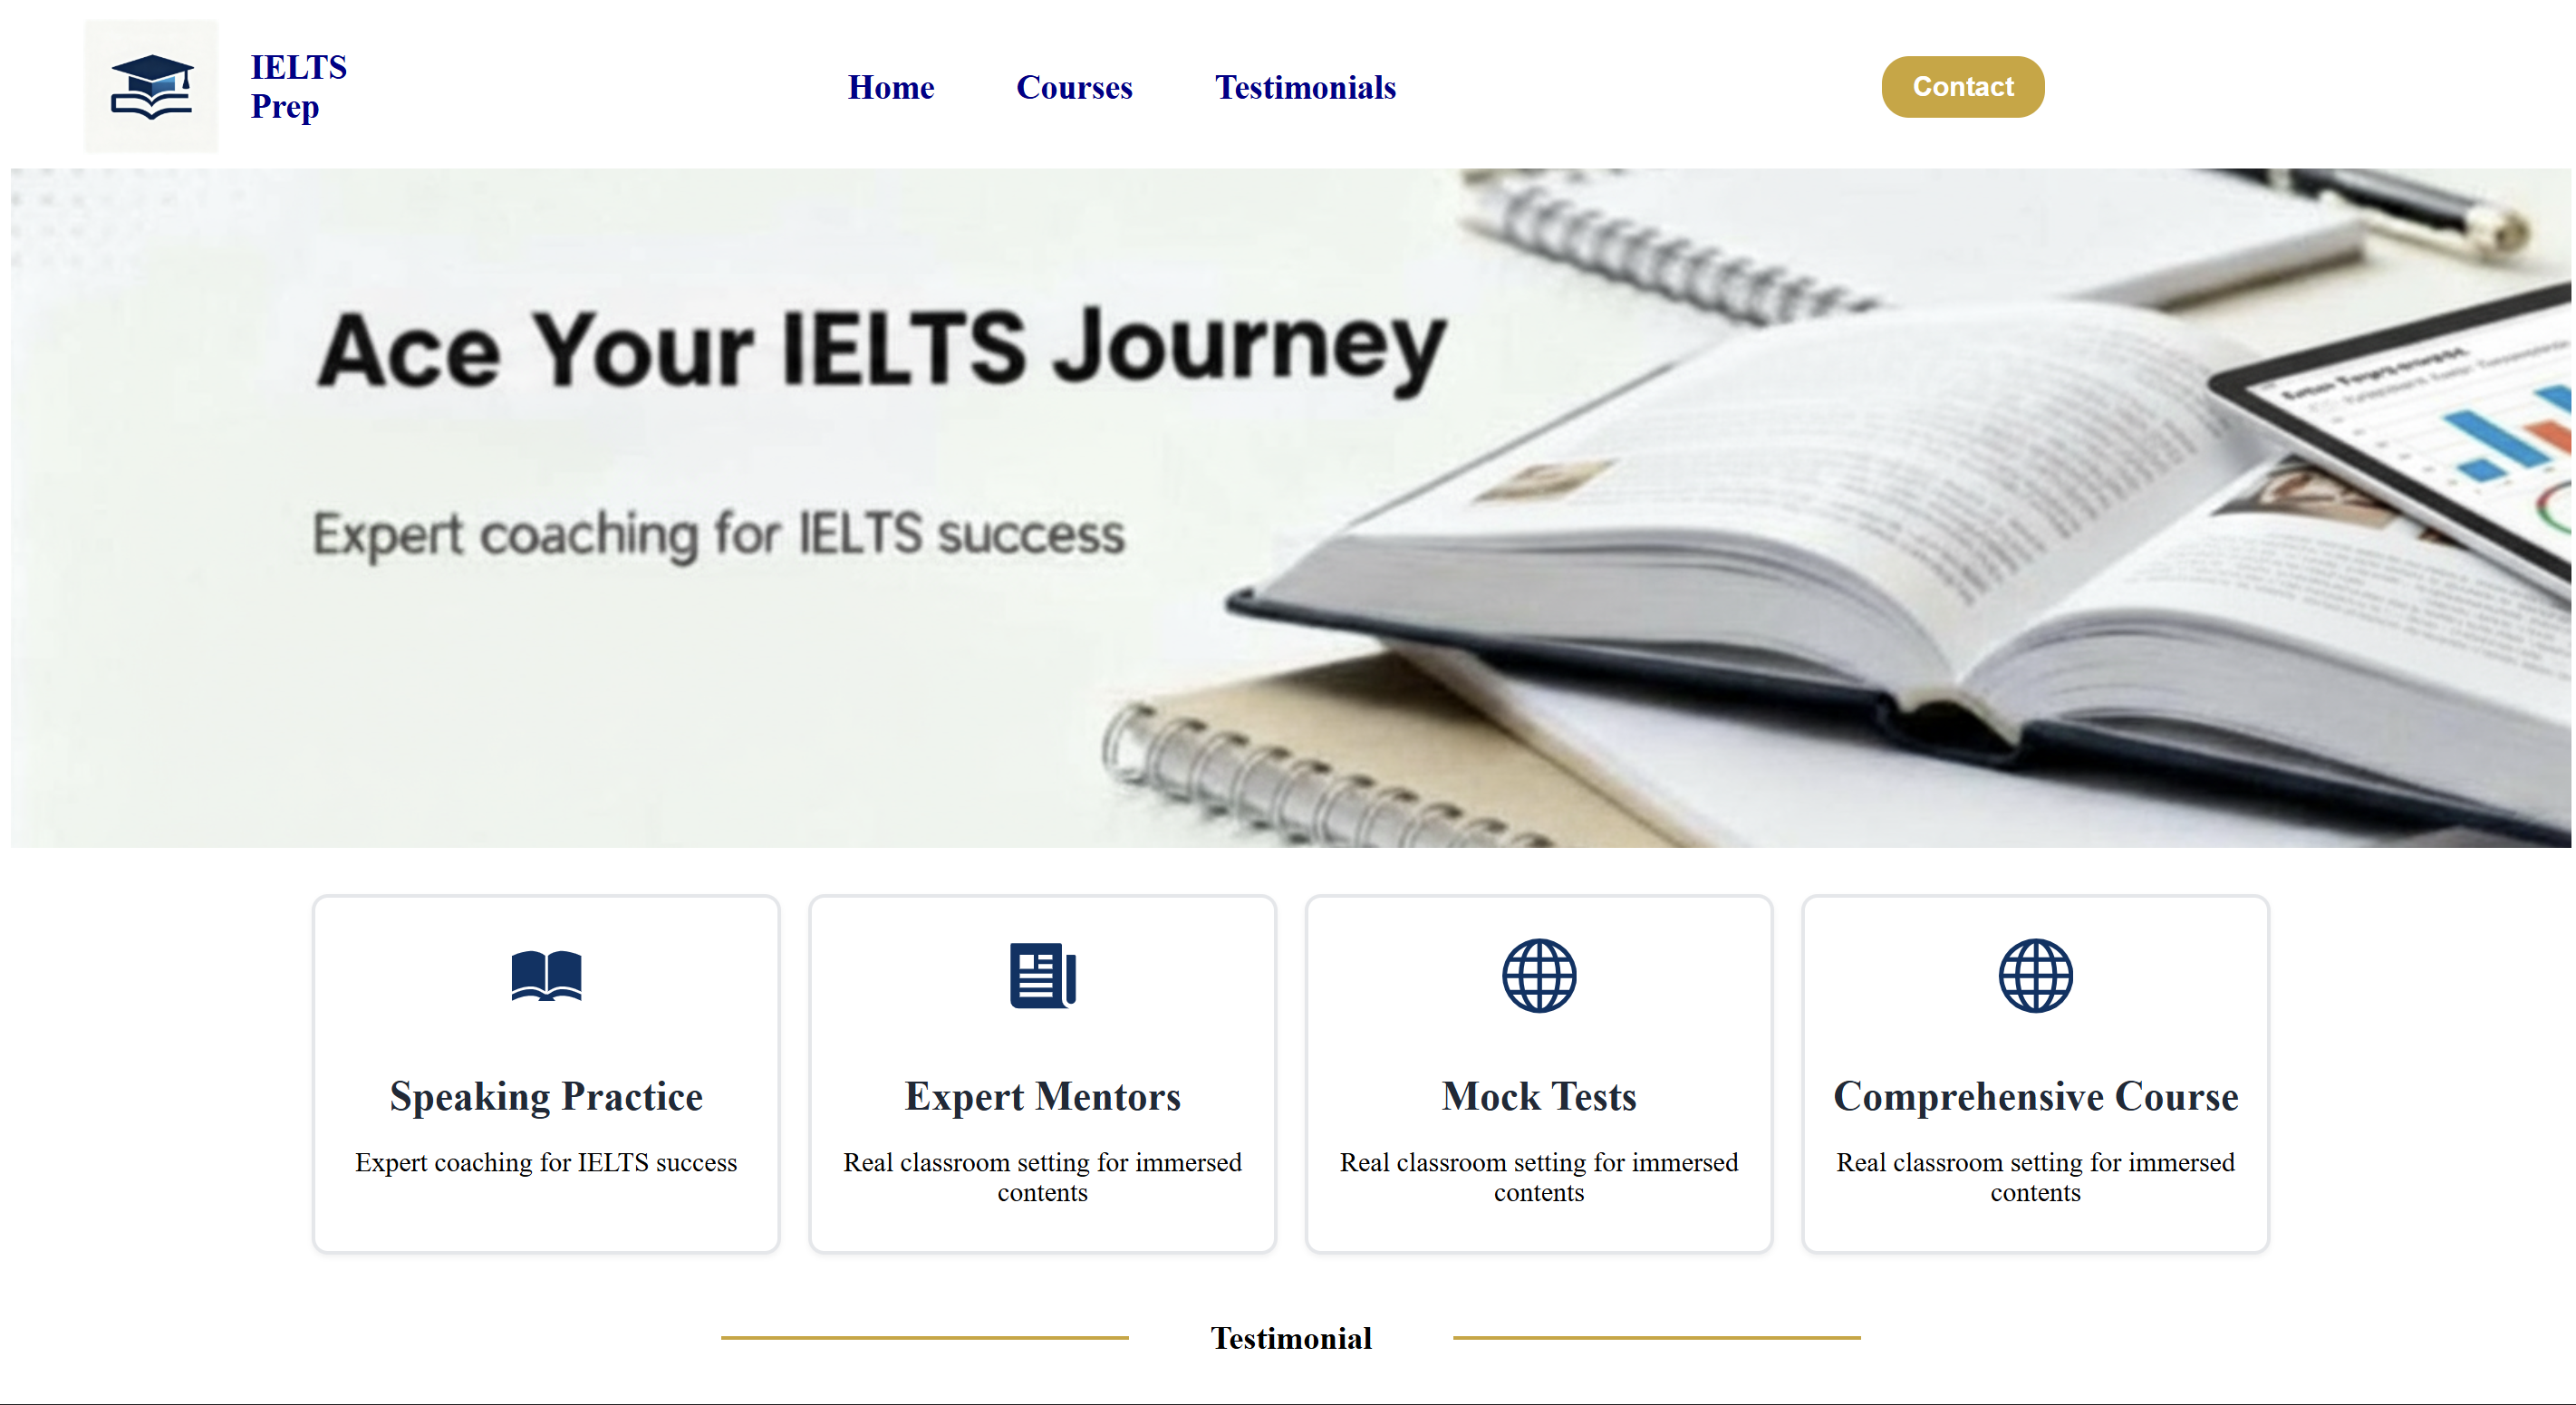 IELTS
Prep
Home
Courses
Testimonials
Contact
Ace Your IELTS Journey
Expert coaching for IELTS success
Speaking Practice
Expert coaching for IELTS success
Expert Mentors
Real classroom setting for immersed
contents
Mock Tests
Real classroom setting for immersed
contents
Comprehensive Course
Real classroom setting for immersed
contents
Testimonial